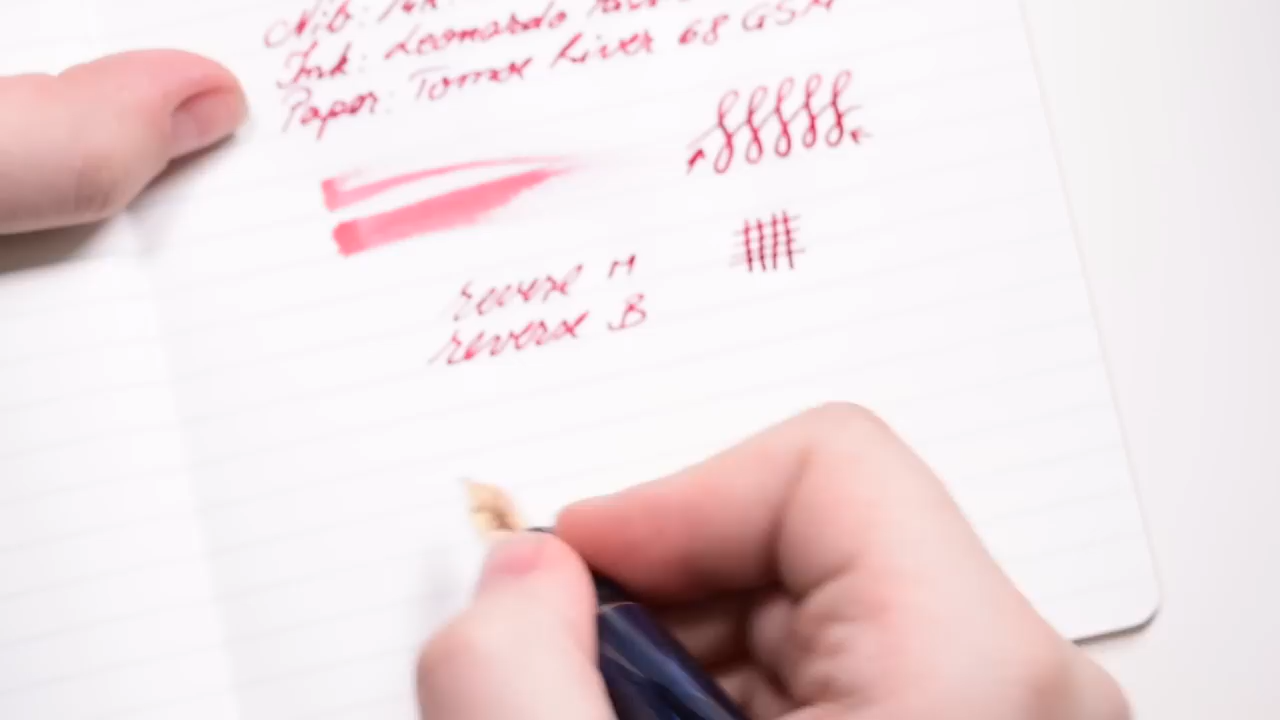 Nib: 14k
Ink: Leonardo
Paper: Tomoe River 68 GSM
reverse M
reverse B